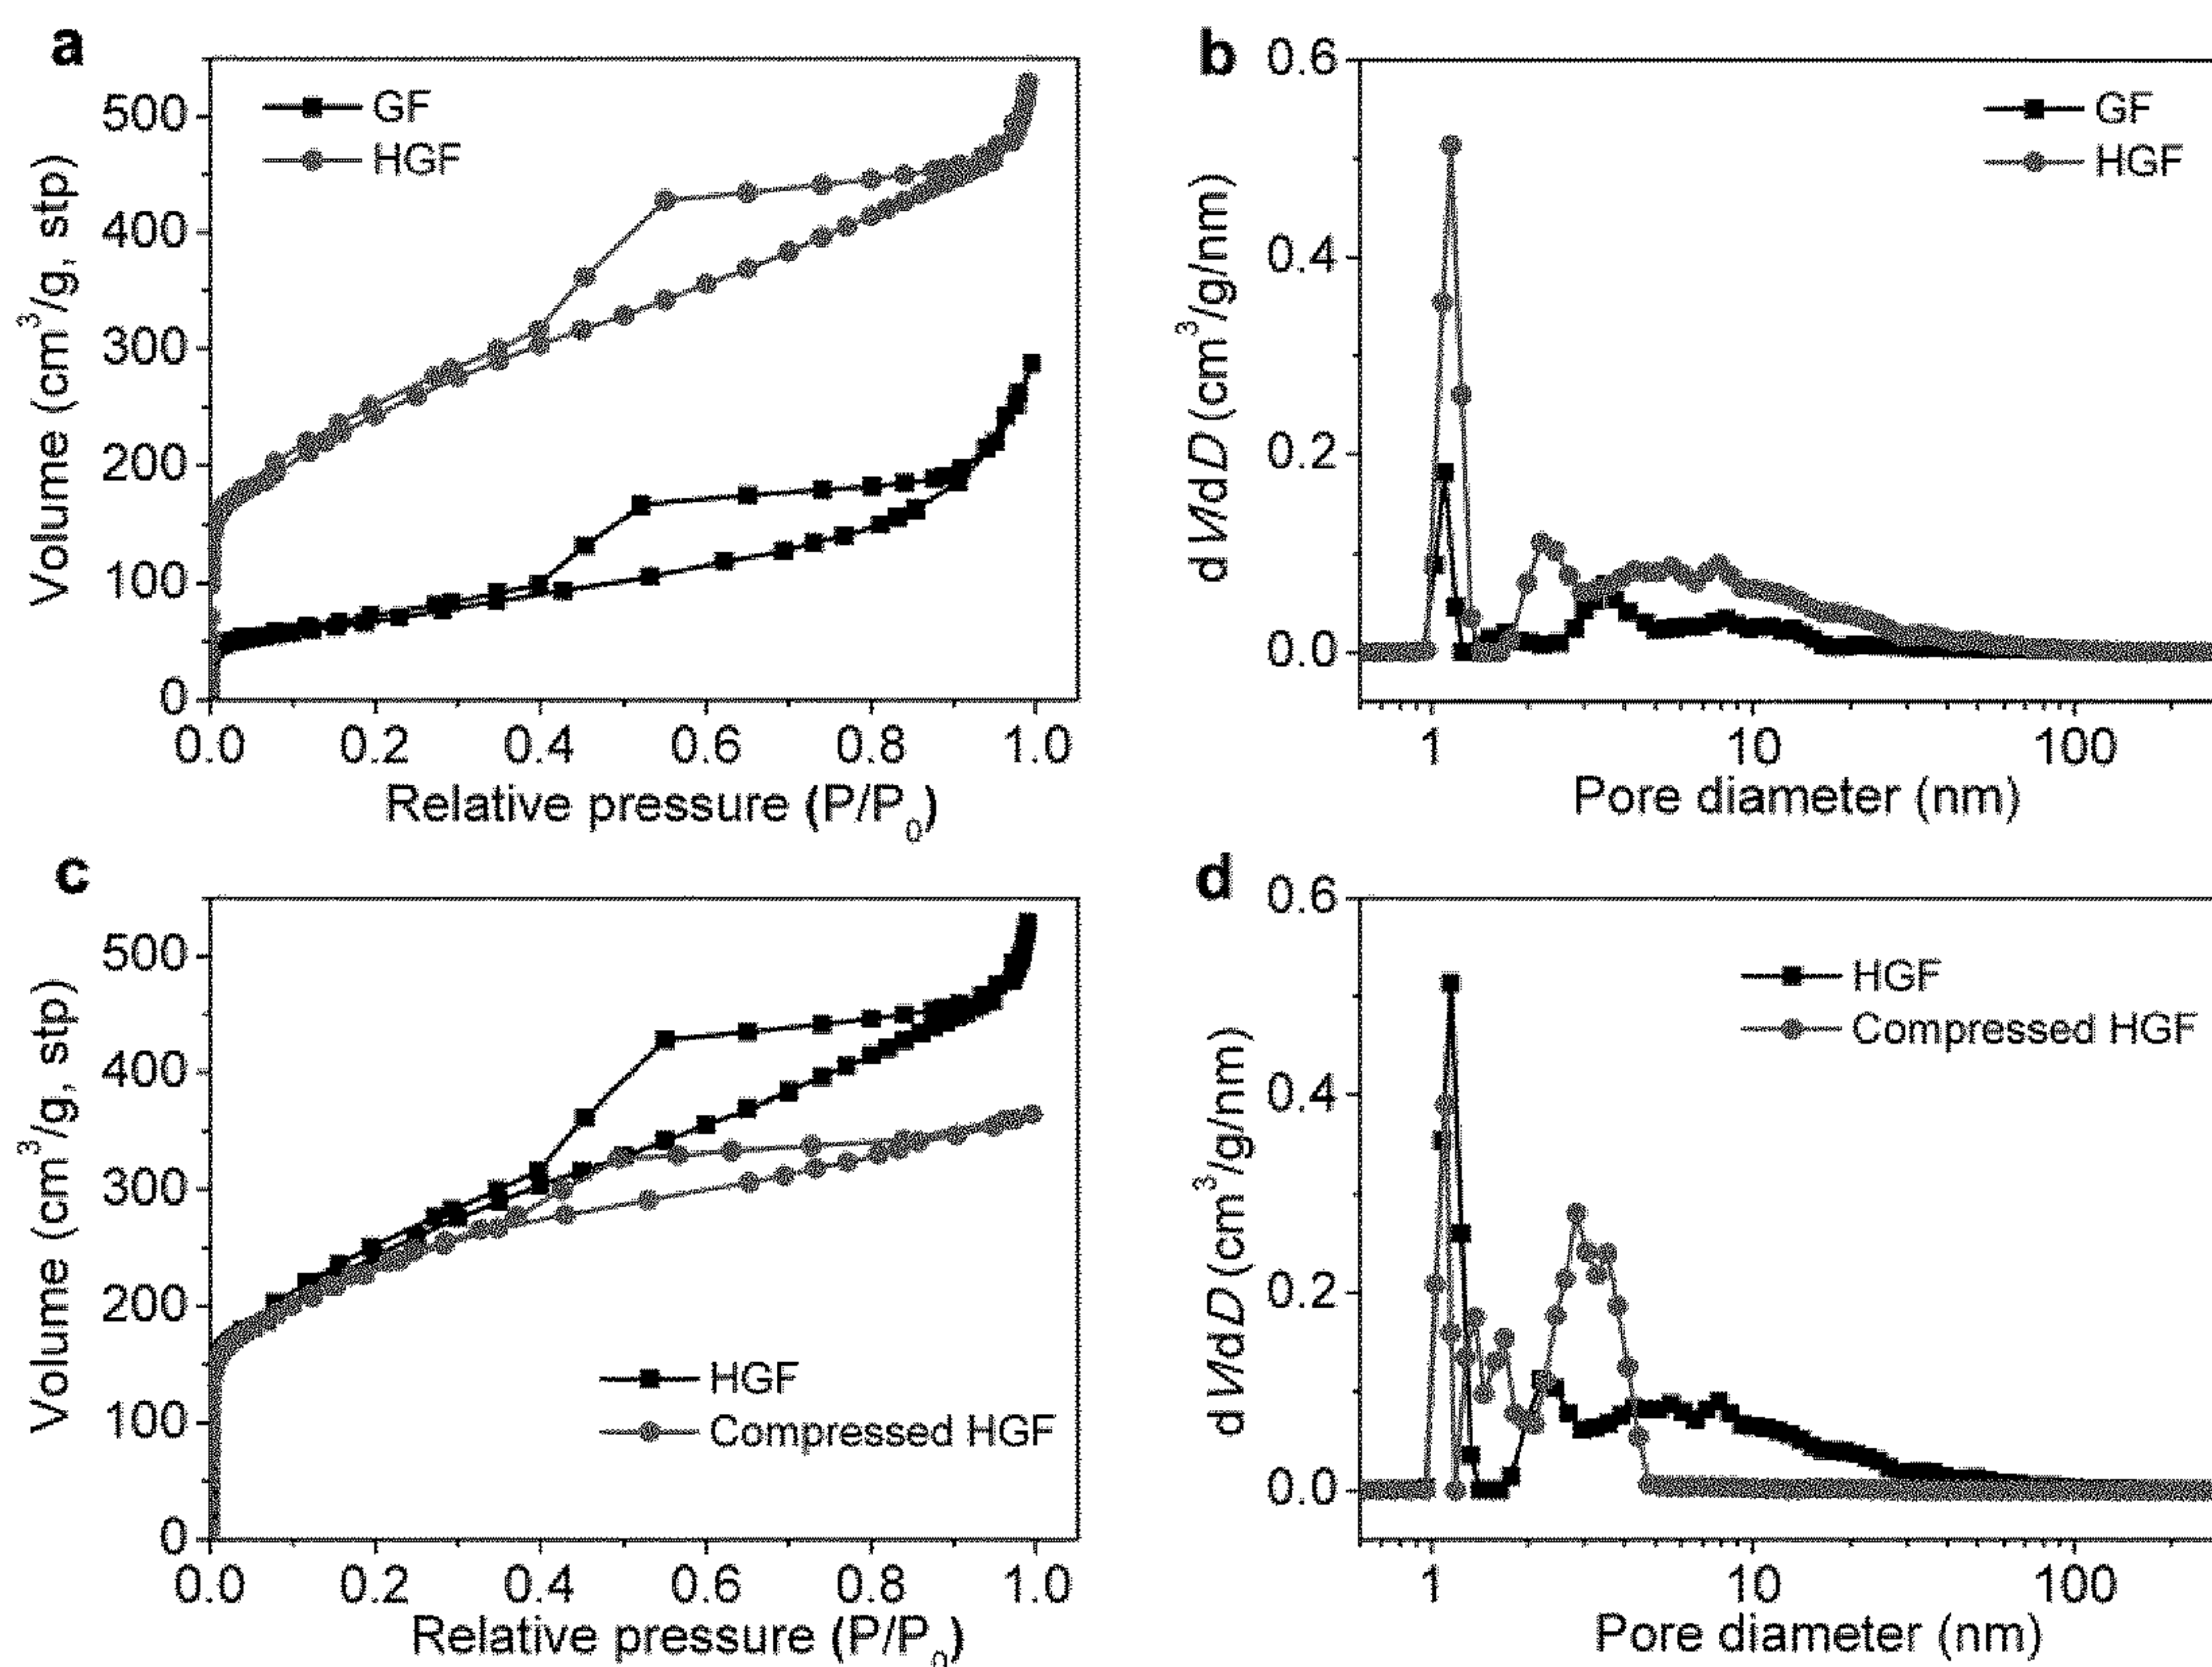 a
GF
HGF
500
400
300
200
100
0
Volume (cm³/g, stp)
0.0 0.2 0.4 0.6 0.8 1.0
Relative pressure (P/P₀)
b
GF
HGF
0.6
0.4
0.2
0.0
dV/dD (cm³/g/nm)
1 10 100
Pore diameter (nm)
c
500
400
300
200
100
0
Volume (cm³/g, stp)
HGF
Compressed HGF
0.0 0.2 0.4 0.6 0.8 1.0
Relative pressure (P/P₀)
d
HGF
Compressed HGF
0.6
0.4
0.2
0.0
dV/dD (cm³/g/nm)
1 10 100
Pore diameter (nm)